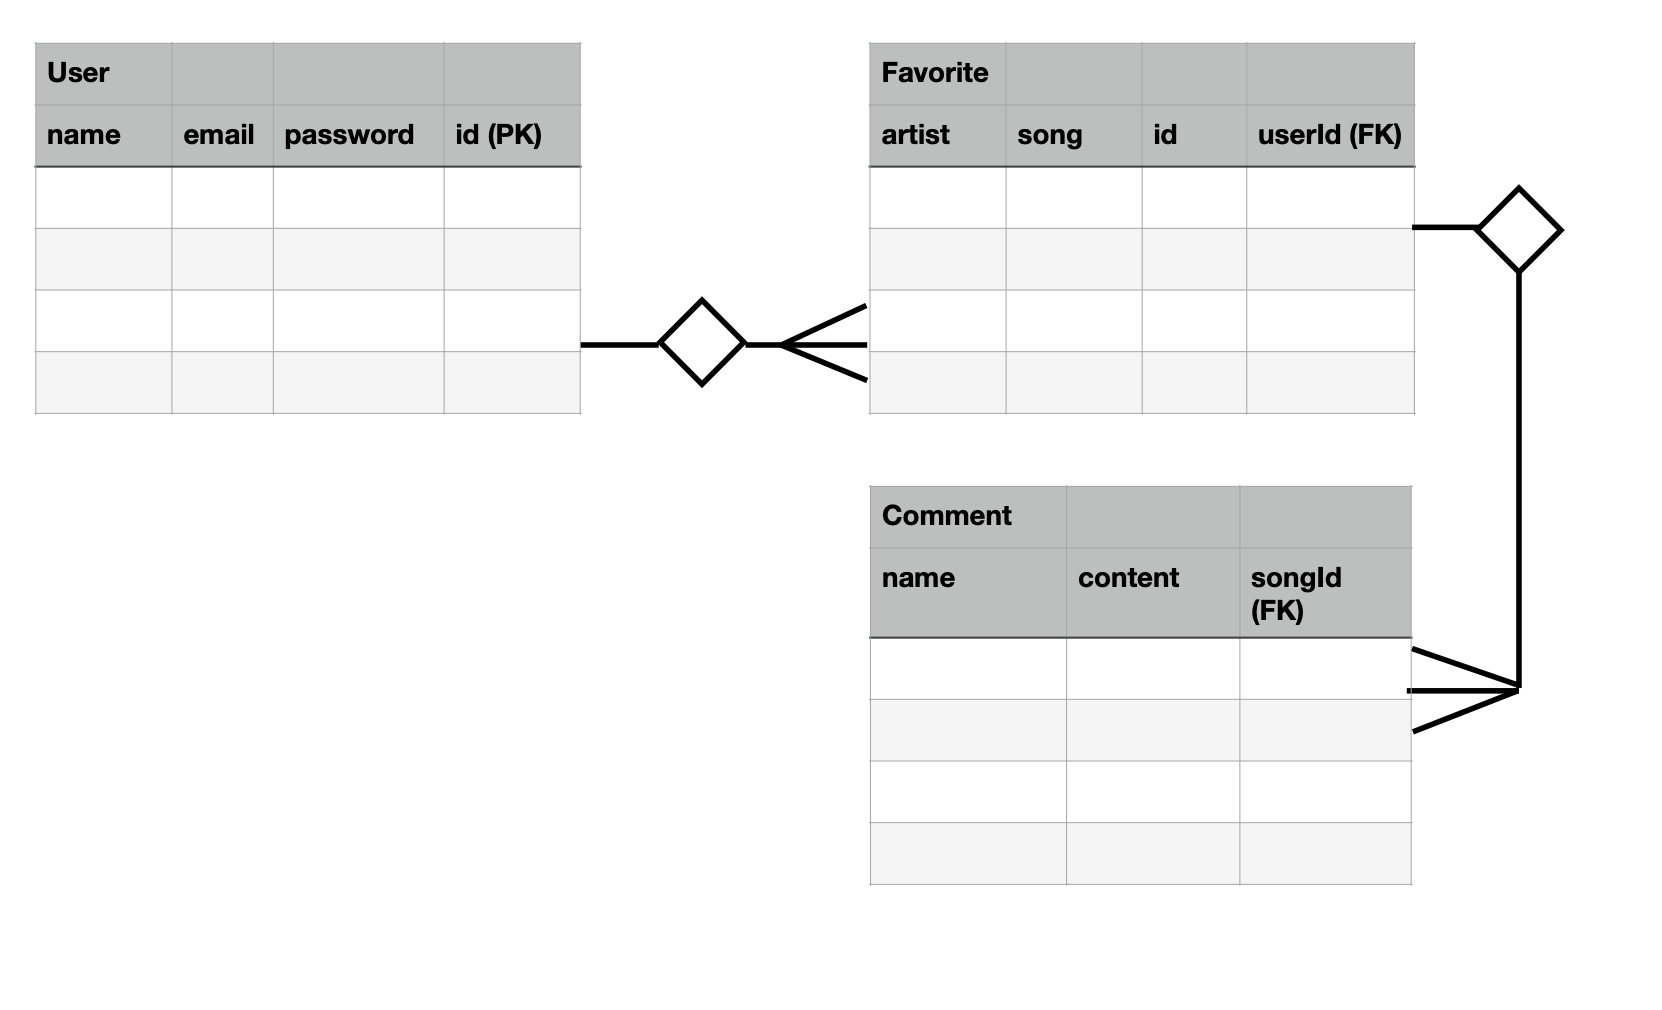 User
name email password id (PK)
Favorite
artist song id userId (FK)
Comment
name content songId
(FK)